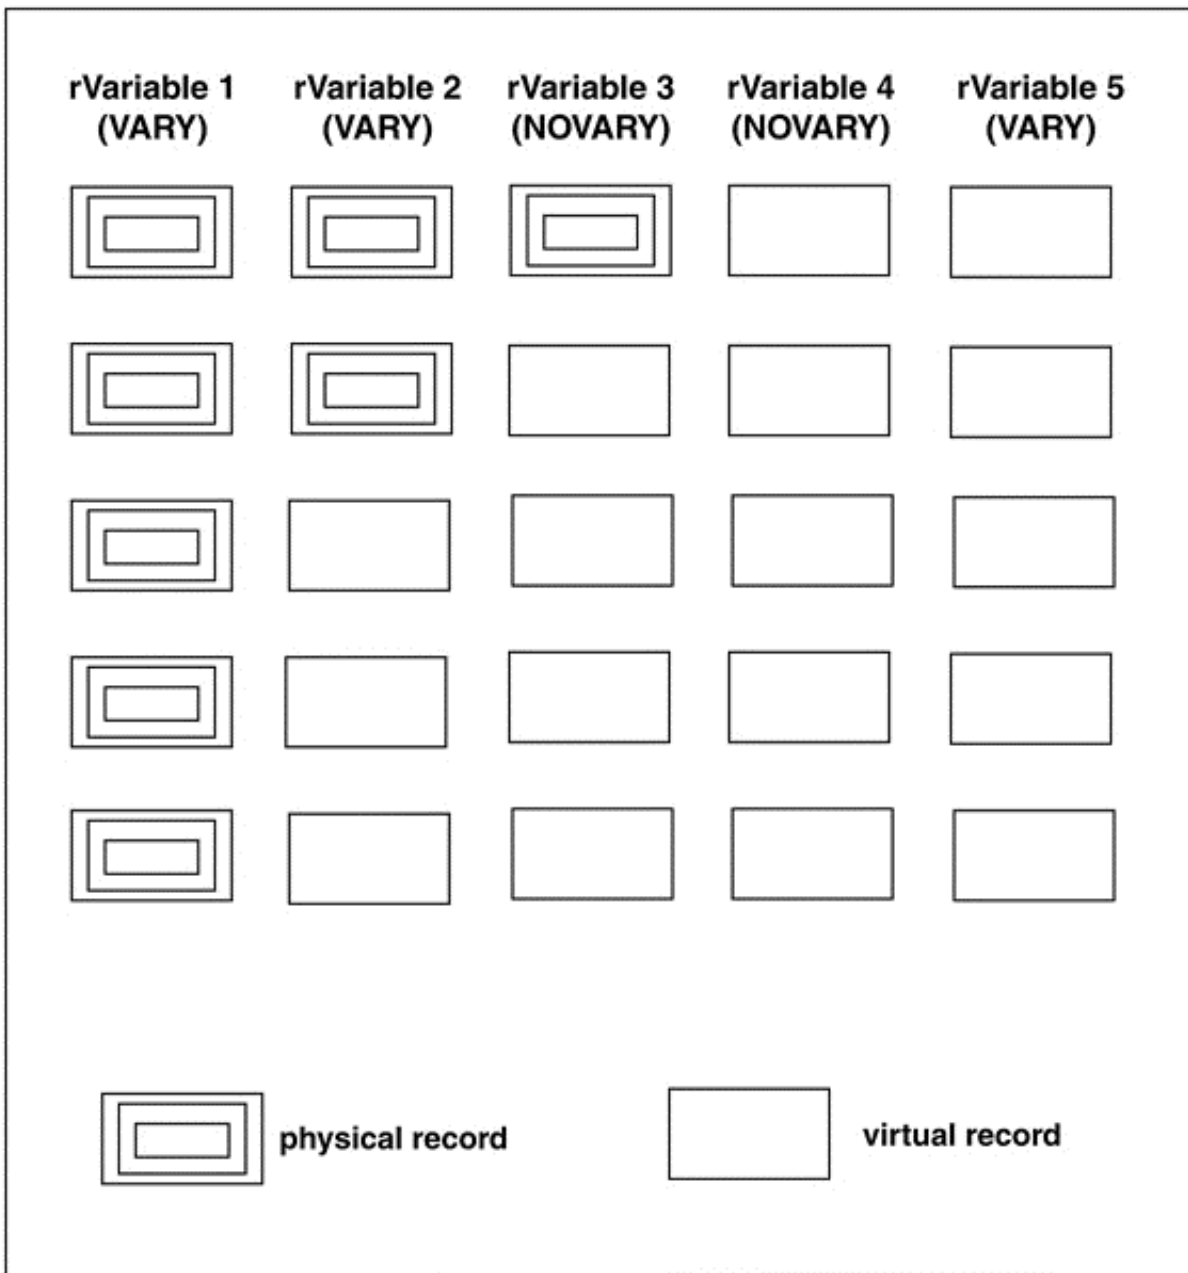 rVariable 1 rVariable 2 rVariable 3 rVariable 4 rVariable 5
(VARY) (VARY) (NOVARY) (NOVARY) (VARY)
physical record virtual record